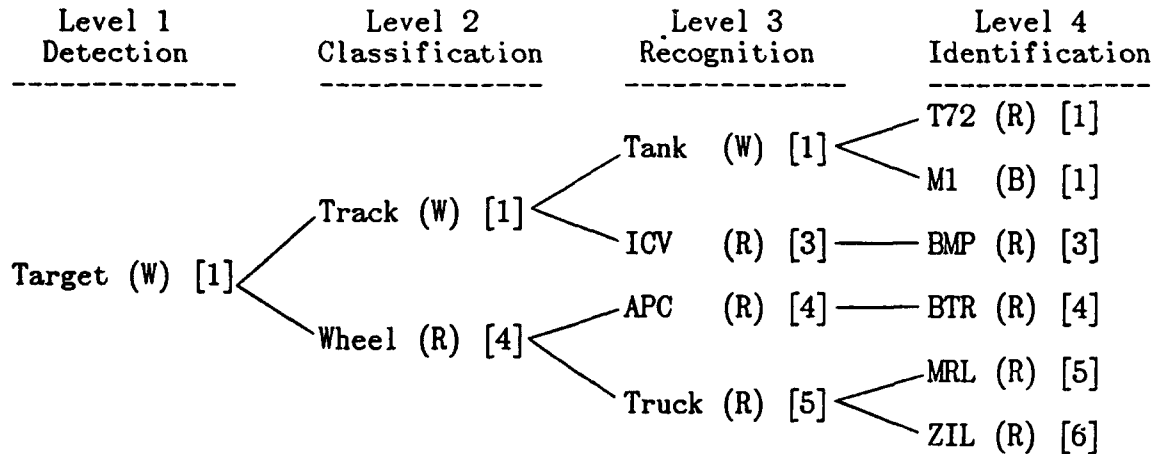 Level 1 Level 2 Level 3 Level 4
Detection Classification Recognition Identification
T72 (R) [1]
Tank (W) [1]
M1 (B) [1]
Track (W) [1]
ICV (R) [3] BMP (R) [3]
Target (W) [1]
APC (R) [4] BTR (R) [4]
Wheel (R) [4]
MRL (R) [5]
Truck (R) [5]
ZIL (R) [6]